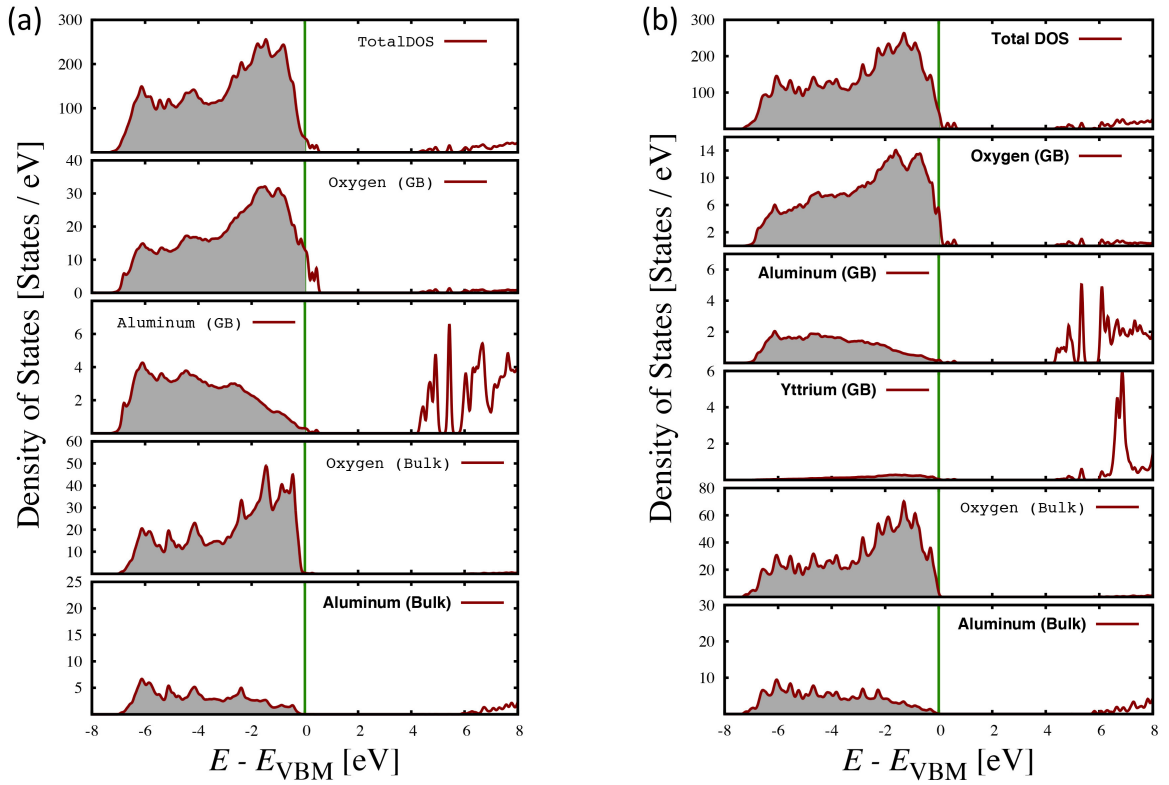 (a)
Density of States [States / eV]
300
200
100
TotalDOS
40
30
20
10
0
Oxygen (GB)
6
4
2
Aluminum (GB)
60
50
40
30
20
10
Oxygen (Bulk)
25
20
15
10
5
Aluminum (Bulk)
-8 -6 -4 -2 0 2 4 6 8
E - EVBM [eV]
(b)
Density of States [States / eV]
300
200
100
Total DOS
14
10
6
2
Oxygen (GB)
6
4
2
Aluminum (GB)
6
4
2
Yttrium (GB)
80
60
40
20
Oxygen (Bulk)
30
20
10
Aluminum (Bulk)
-8 -6 -4 -2 0 2 4 6 8
E - EVBM [eV]